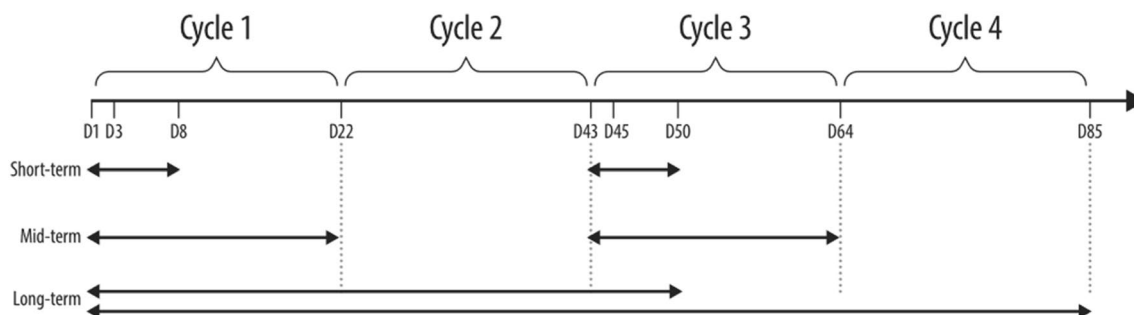 Cycle 1 Cycle 2 Cycle 3 Cycle 4
D1 D3 D8 D22 D43 D45 D50 D64 D85
Short-term
Mid-term
Long-term